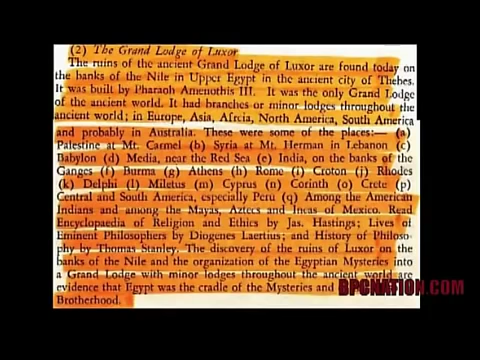 (2) The Grand Lodge of Luxor
The ruins of the ancient Grand Lodge of Luxor are found today on
the banks of the Nile in Upper Egypt in the ancient city of Thebes.
It was built by Pharaoh Amenothis III. It was the only Grand Lodge
of the ancient world. It had branches or minor lodges throughout the
ancient world; in Europe, Asia, Africa, North America, South America
and probably in Australia. These were some of the places:— (a)
Palestine at Mt. Carmel (b) Syria at Mt. Herman in Lebanon (c)
Babylon (d) Media, near the Red Sea (e) India, on the banks of the
Ganges (f) Burma (g) Athens (h) Rome (i) Croton (j) Rhodes
(k) Delphi (l) Miletus (m) Cyprus (n) Corinth (o) Crete (p)
Central and South America, especially Peru (q) Among the American
Indians and among the Mayas, Aztecs and Incas of Mexico. Read
Encyclopaedia of Religion and Ethics by Jas. Hastings; Lives of
Eminent Philosophers by Diogenes Laertius; and History of Philoso-
phy by Thomas Stanley. The discovery of the ruins of Luxor on the
banks of the Nile and the organization of the Egyptian Mysteries into
a Grand Lodge with minor lodges throughout the ancient world are
evidence that Egypt was the cradle of the Mysteries and
Brotherhood.
BPCNATION.COM